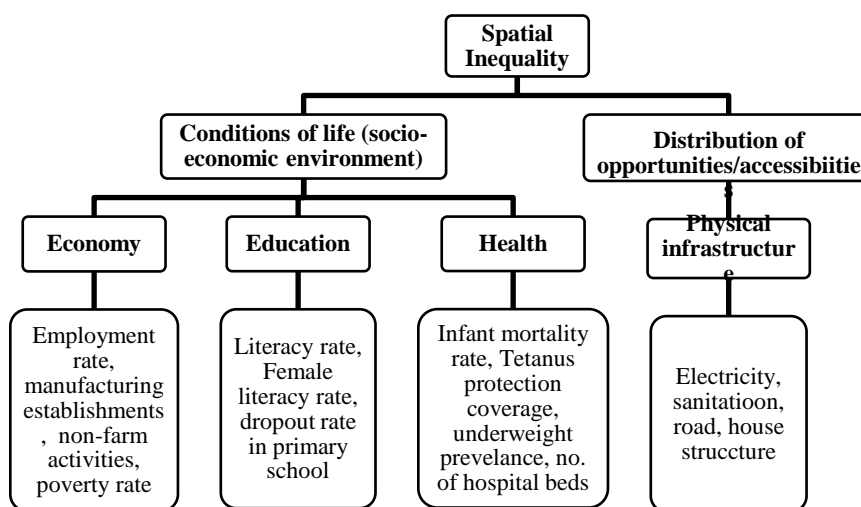 Spatial
Inequality
Conditions of life (socio-
economic environment)
Distribution of
opportunities/accessibiitie
s
Economy
Education
Health
Physical
infrastructur
e
Employment
rate,
manufacturing
establishments
, non-farm
activities,
poverty rate
Literacy rate,
Female
literacy rate,
dropout rate
in primary
school
Infant mortality
rate, Tetanus
protection
coverage,
underweight
prevelance, no.
of hospital beds
Electricity,
sanitatioon,
road, house
struccture